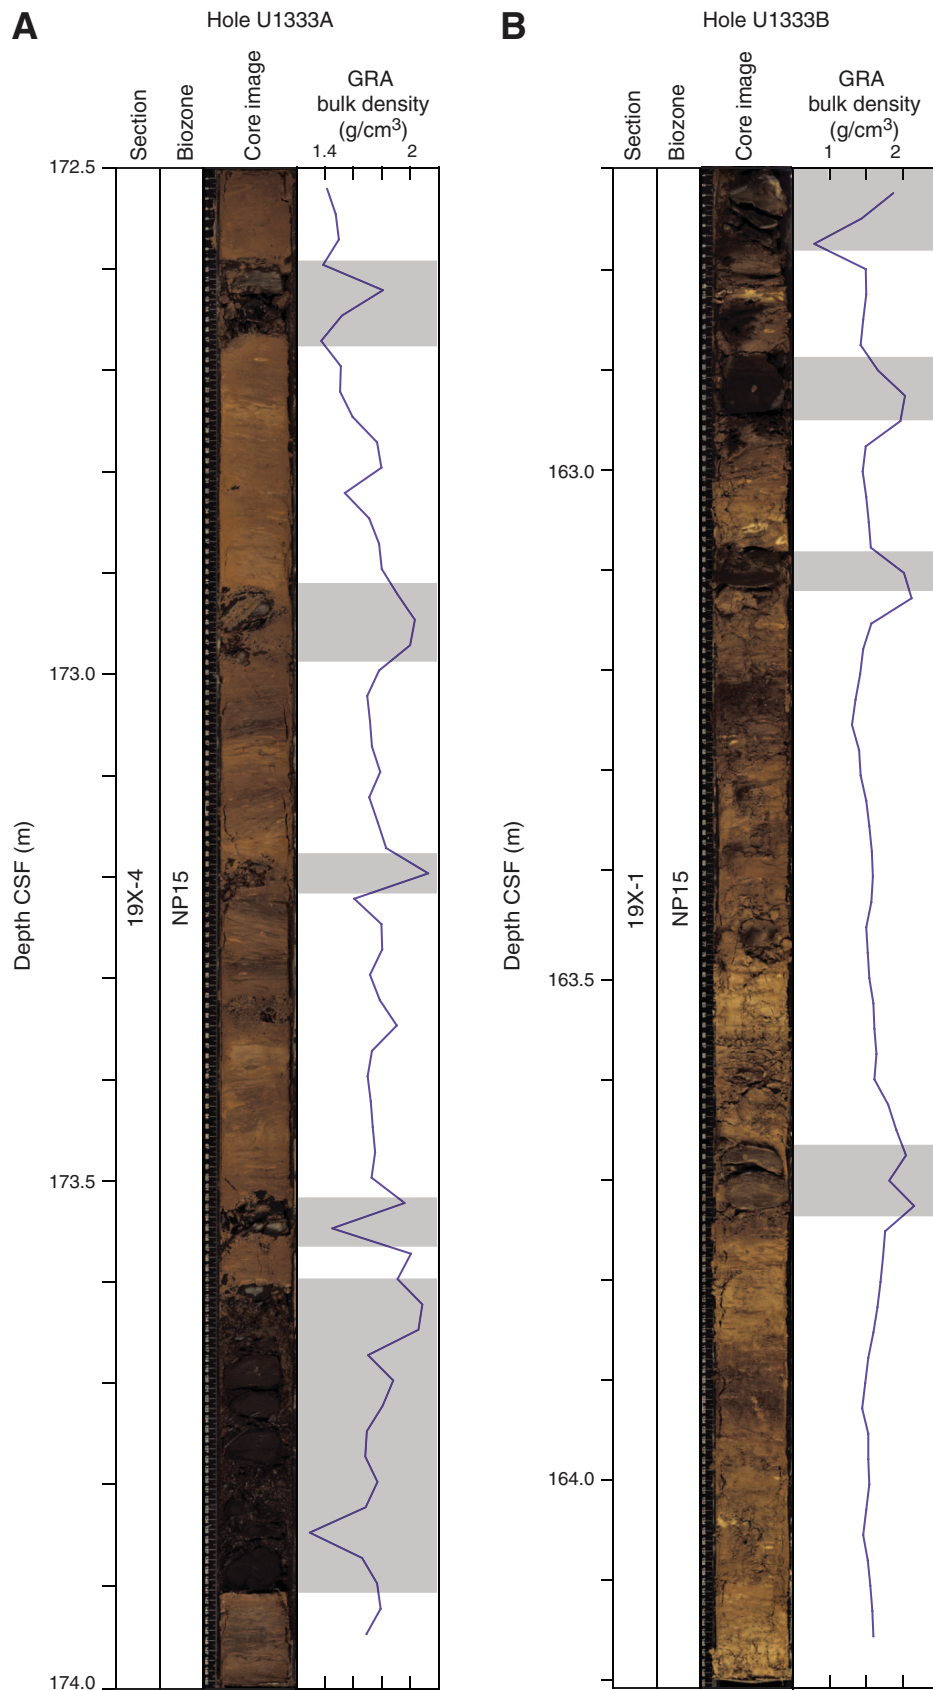 A
Hole U1333A
Section
Biozone
Core image
GRA
bulk density
(g/cm3)
1.4
2
172.5
173.0
173.5
174.0
Depth CSF (m)
19X-4
NP15
B
Hole U1333B
Section
Biozone
Core image
GRA
bulk density
(g/cm3)
1
2
163.0
163.5
164.0
Depth CSF (m)
19X-1
NP15